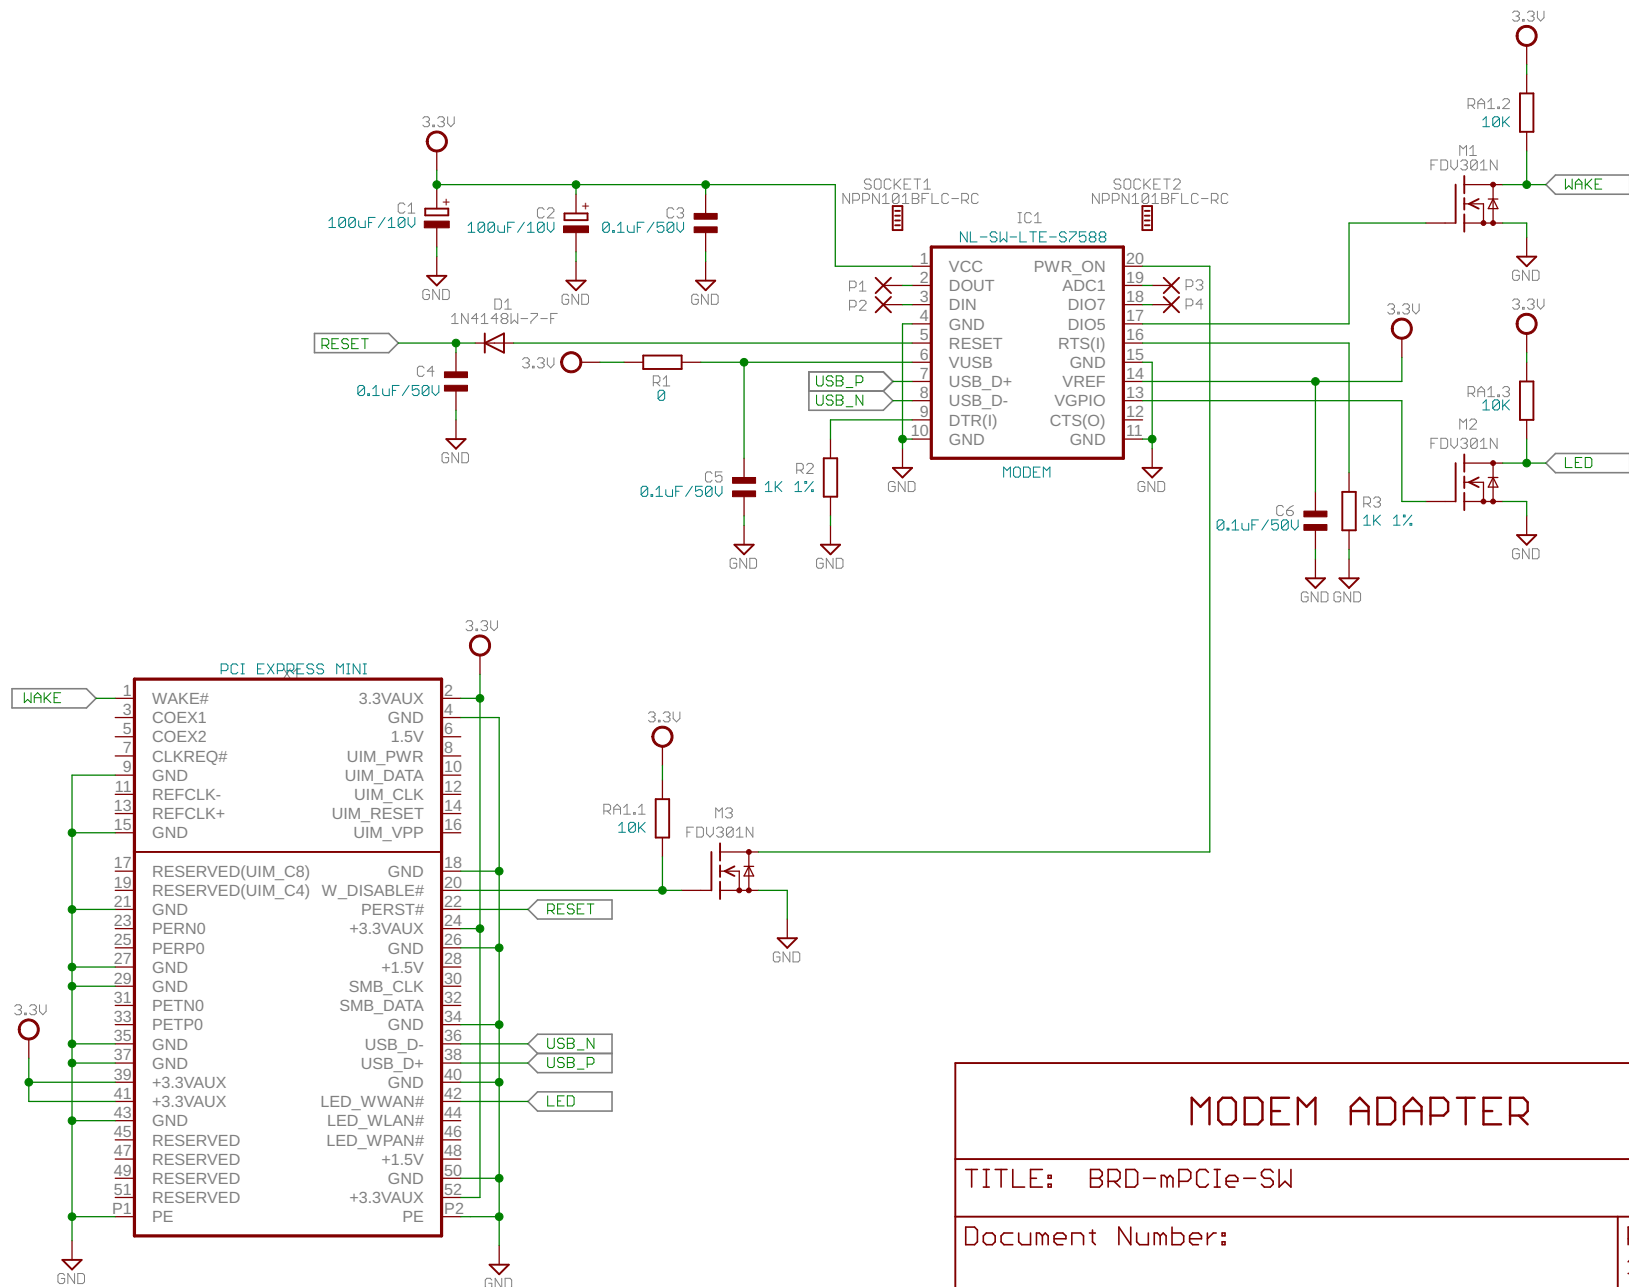 3.3V
RA1.2
10K
M1
FDV301N
WAKE
GND
3.3V
C1
100uF/10V
+
C2
100uF/10V
+
C3
0.1uF/50V
GND
GND
GND
SOCKET1
NPPN101BFLC-RC
SOCKET2
NPPN101BFLC-RC
IC1
NL-SW-LTE-S7588
1 VCC PWR_ON 20
P1 2 DOUT ADC1 19 P3
P2 3 DIN DIO7 18 P4
4 GND DIO5 17
5 RESET RTS(I) 16
6 VUSB GND 15
7 USB_D+ VREF 14
8 USB_D- VGPIO 13
9 DTR(I) CTS(O) 12
10 GND GND 11
MODEM
D1
1N4148W-7-F
RESET
C4
0.1uF/50V
GND
3.3V
R1
0
USB_P
USB_N
C5
0.1uF/50V
GND
R2
1K 1%
GND
GND
GND
3.3V
3.3V
RA1.3
10K
M2
FDV301N
LED
GND
C6
0.1uF/50V
R3
1K 1%
GND
GND
3.3V
PCI EXPRESS MINI
WAKE
1 WAKE# 3.3VAUX 2
3 COEX1 GND 4
5 COEX2 1.5V 6
7 CLKREQ# UIM_PWR 8
9 GND UIM_DATA 10
11 REFCLK- UIM_CLK 12
13 REFCLK+ UIM_RESET 14
15 GND UIM_VPP 16
17 RESERVED(UIM_C8) GND 18
19 RESERVED(UIM_C4) W_DISABLE# 20
21 GND PERST# 22
23 PERN0 +3.3VAUX 24
25 PERP0 GND 26
27 GND +1.5V 28
29 GND SMB_CLK 30
31 PETN0 SMB_DATA 32
33 PETP0 GND 34
35 GND USB_D- 36
37 GND USB_D+ 38
39 +3.3VAUX GND 40
41 +3.3VAUX LED_WWAN# 42
43 GND LED_WLAN# 44
45 RESERVED LED_WPAN# 46
47 RESERVED +1.5V 48
49 RESERVED GND 50
51 RESERVED +3.3VAUX 52
P1 PE PE P2
3.3V
GND
GND
RESET
USB_N
USB_P
LED
3.3V
RA1.1
10K
M3
FDV301N
GND
MODEM ADAPTER
TITLE: BRD-mPCIe-SW
Document Number: